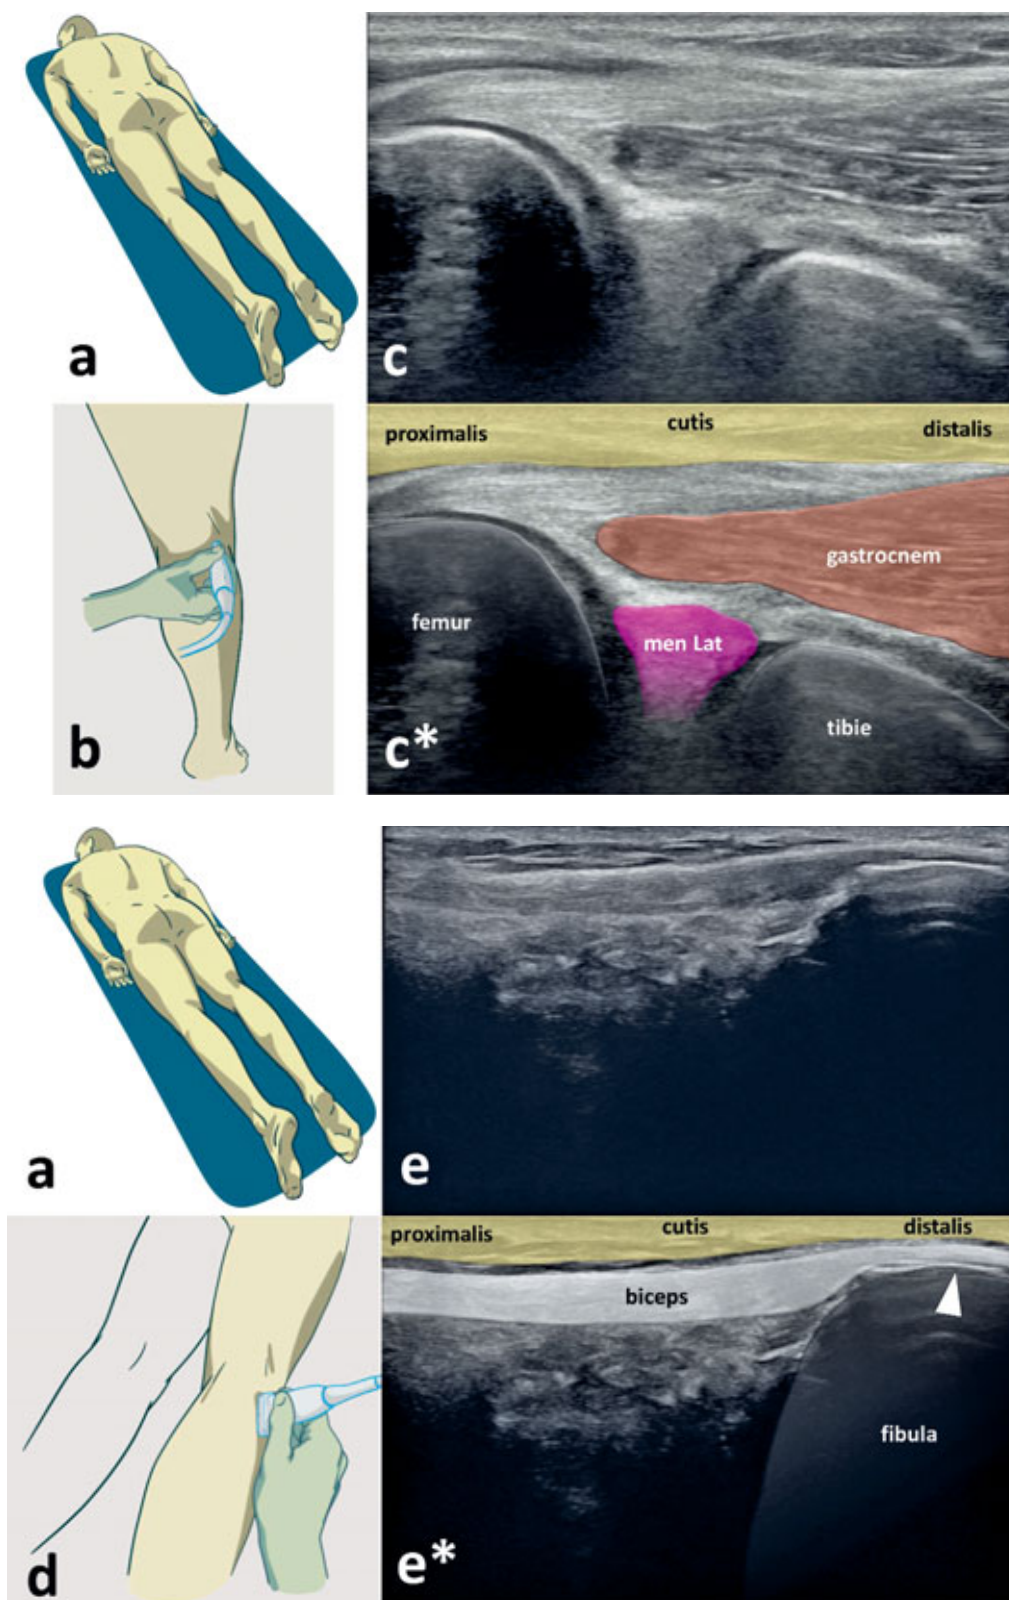 a
c
b
proximalis cutis distalis
gastrocnem
femur
men Lat
tibie
c*
a
e
d
proximalis cutis distalis
biceps
fibula
e*